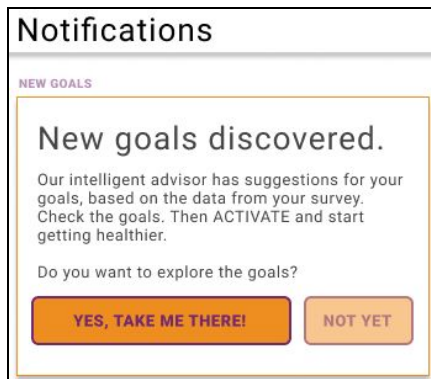 Notifications
NEW GOALS
New goals discovered.
Our intelligent advisor has suggestions for your
goals, based on the data from your survey.
Check the goals. Then ACTIVATE and start
getting healthier.
Do you want to explore the goals?
YES, TAKE ME THERE!
NOT YET